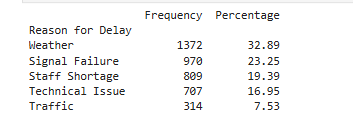 Frequency Percentage
Reason for Delay
Weather 1372 32.89
Signal Failure 970 23.25
Staff Shortage 809 19.39
Technical Issue 707 16.95
Traffic 314 7.53